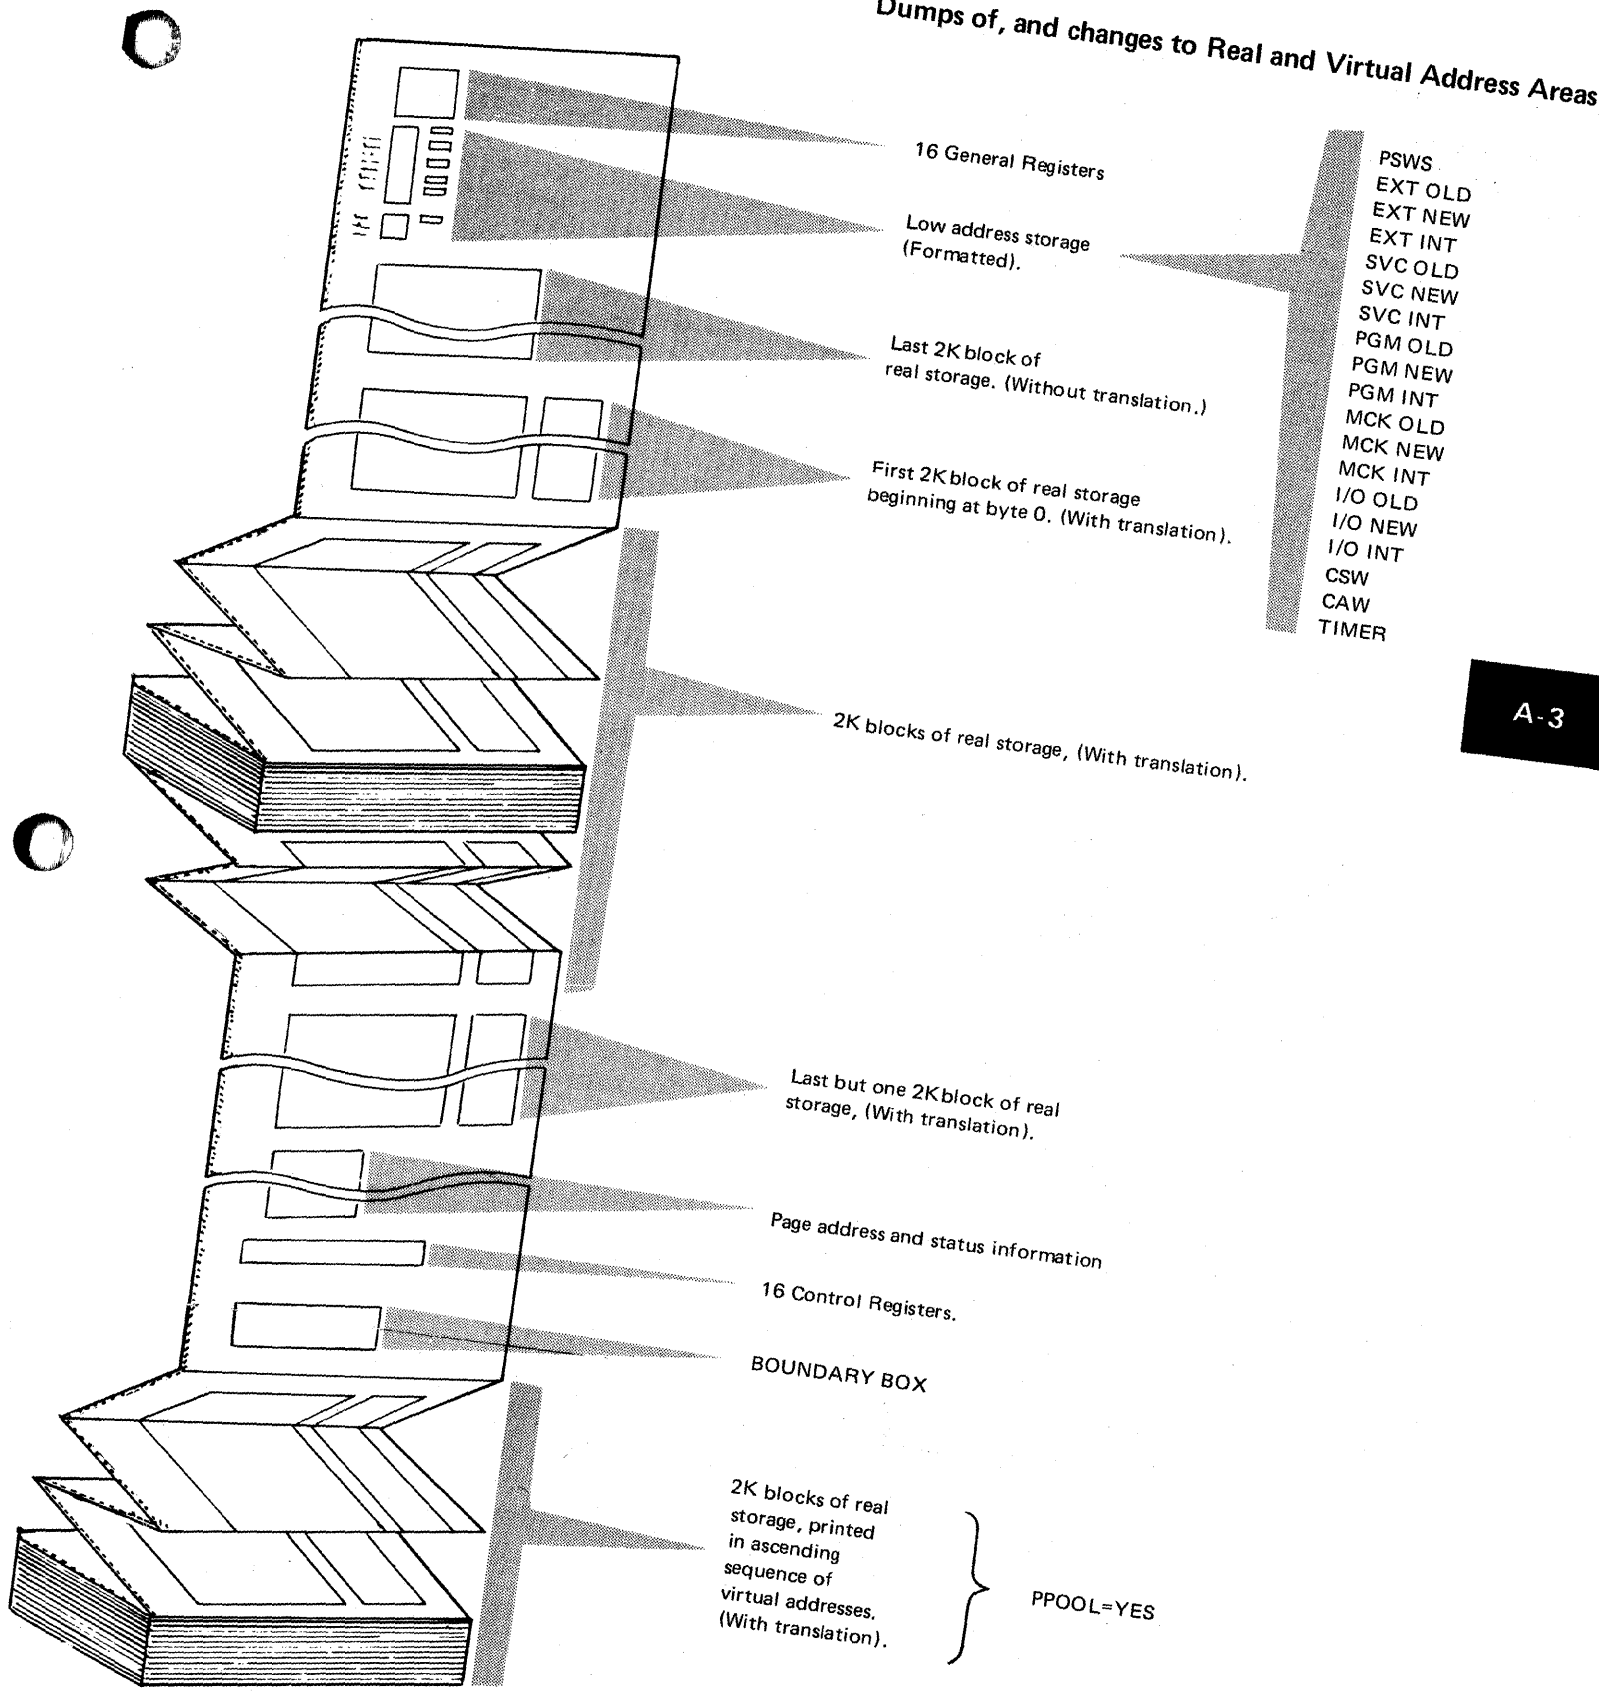 Dumps of, and changes to Real and Virtual Address Areas
16 General Registers
Low address storage
(Formatted).
PSWS
EXT OLD
EXT NEW
EXT INT
SVC OLD
SVC NEW
SVC INT
PGM OLD
PGM NEW
PGM INT
MCK OLD
MCK NEW
MCK INT
I/O OLD
I/O NEW
I/O INT
CSW
CAW
TIMER
Last 2K block of
real storage. (Without translation.)
First 2K block of real storage
beginning at byte 0. (With translation).
A-3
2K blocks of real storage, (With translation).
Last but one 2K block of real
storage, (With translation).
Page address and status information
16 Control Registers.
BOUNDARY BOX
2K blocks of real
storage, printed
in ascending
sequence of
virtual addresses.
(With translation).
PPOOL=YES